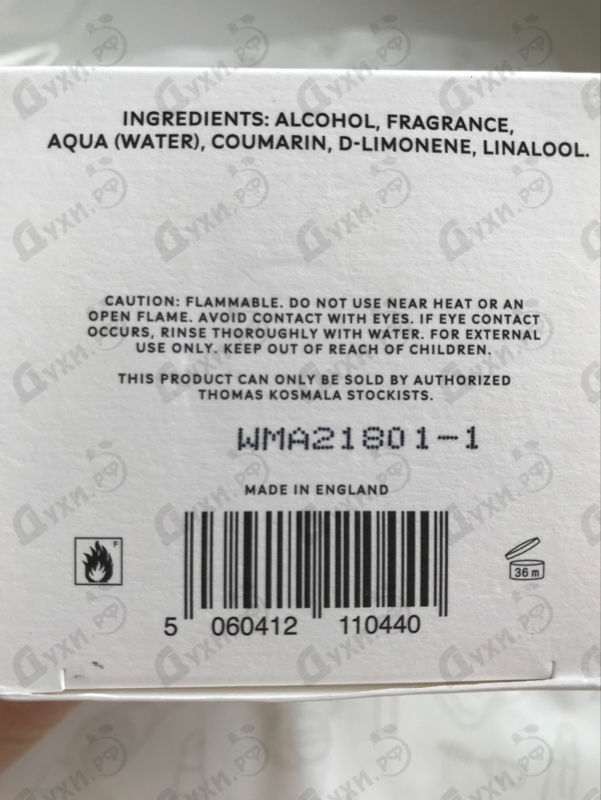 INGREDIENTS: ALCOHOL, FRAGRANCE,
AQUA (WATER), COUMARIN, D-LIMONENE, LINALOOL.
CAUTION: FLAMMABLE. DO NOT USE NEAR HEAT OR AN
OPEN FLAME. AVOID CONTACT WITH EYES. IF EYE CONTACT
OCCURS, RINSE THOROUGHLY WITH WATER. FOR EXTERNAL
USE ONLY. KEEP OUT OF REACH OF CHILDREN.
THIS PRODUCT CAN ONLY BE SOLD BY AUTHORIZED
THOMAS KOSMALA STOCKISTS.
WMA21801-1
MADE IN ENGLAND
F
36 m
5 060412 110440
Духи.рф